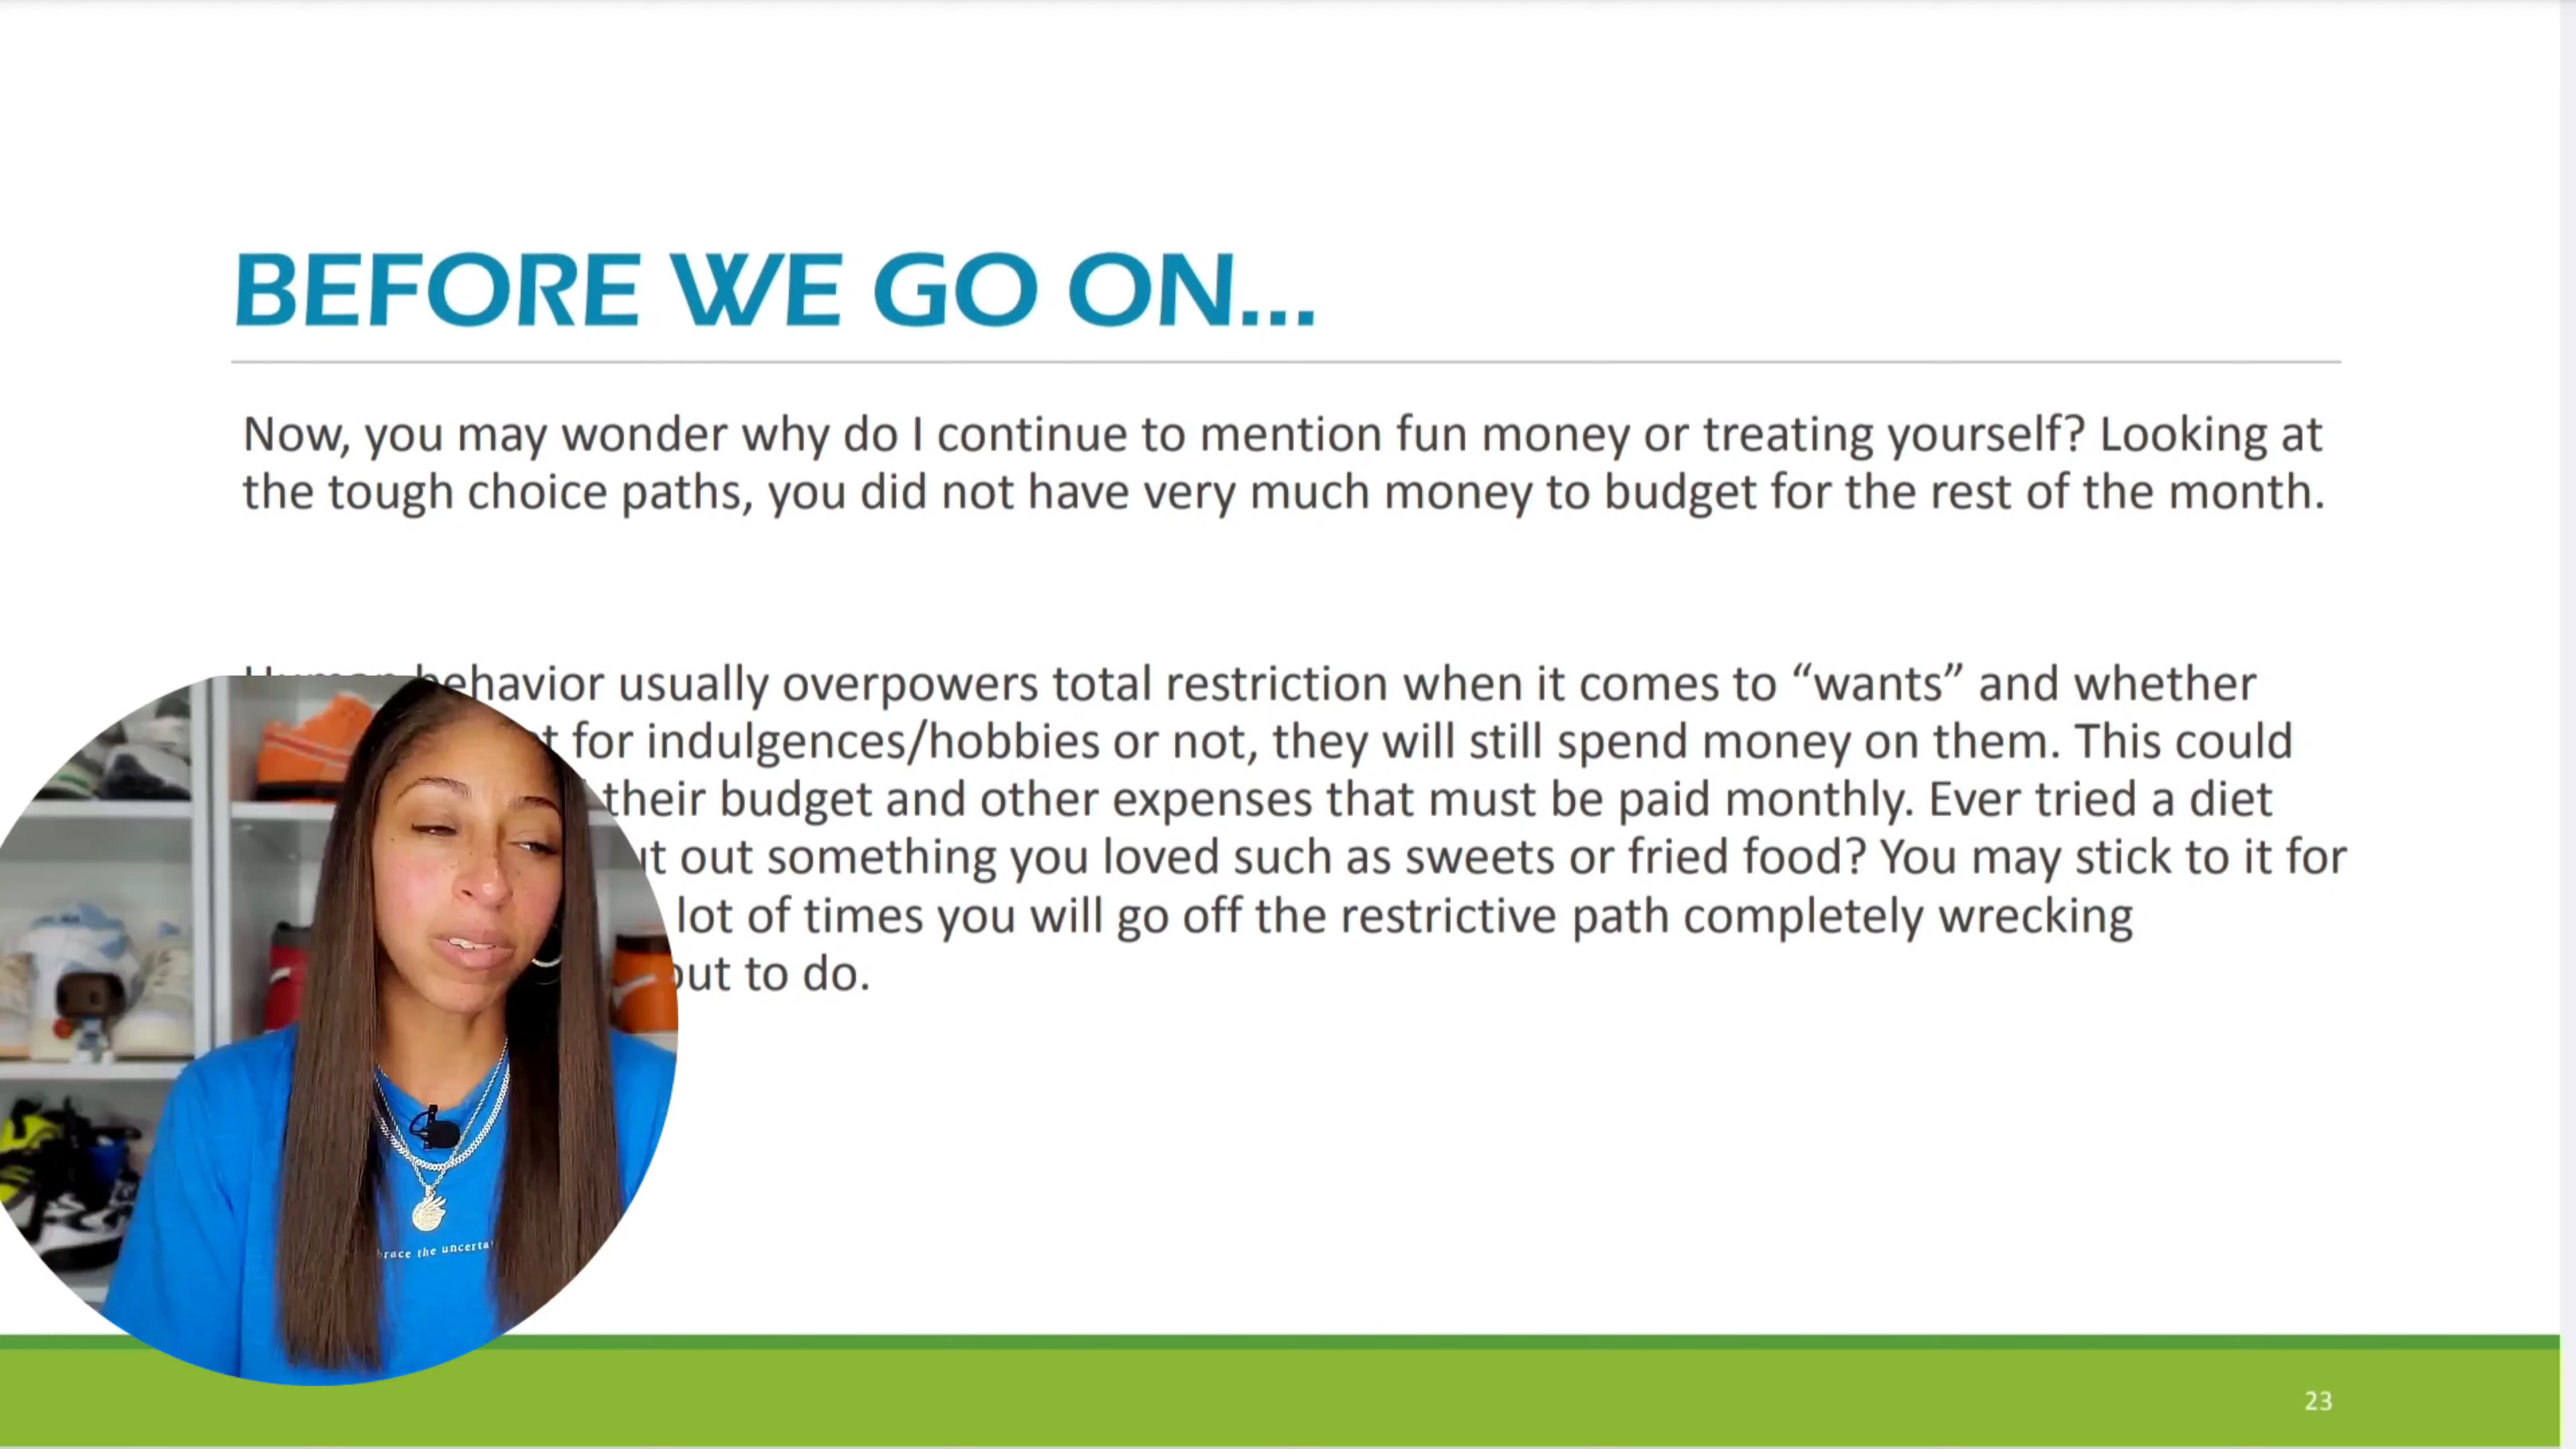 BEFORE WE GO ON...
Now, you may wonder why do I continue to mention fun money or treating yourself? Looking at
the tough choice paths, you did not have very much money to budget for the rest of the month.
behavior usually overpowers total restriction when it comes to “wants” and whether
for indulgences/hobbies or not, they will still spend money on them. This could
their budget and other expenses that must be paid monthly. Ever tried a diet
out something you loved such as sweets or fried food? You may stick to it for
lot of times you will go off the restrictive path completely wrecking
out to do.
the
23